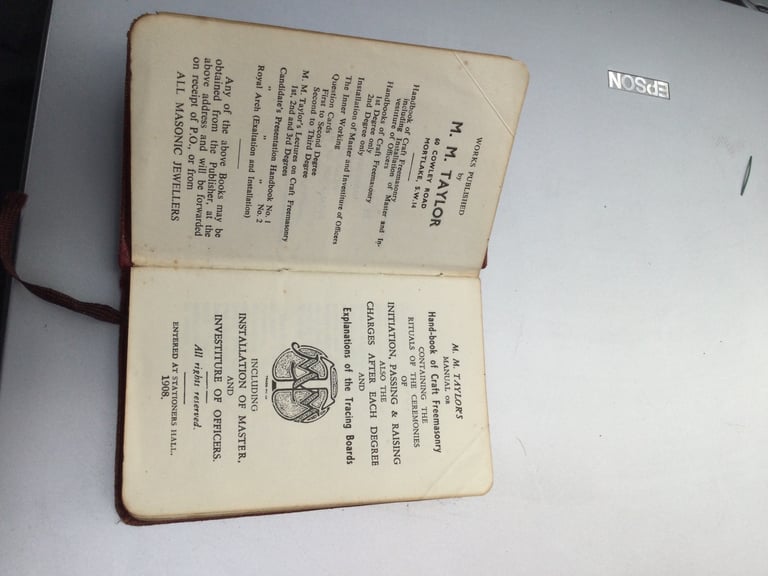 WORKS PUBLISHED
by
M. M. TAYLOR
60 COWLEY ROAD
MORTLAKE, S.W.14
Handbook of Craft Freemasonry
including Installation of Master and In-
venture of Officers
Handbooks of Craft Freemasonry
1st Degree only
2nd Degree only
Installation of Master and Investiture of Officers
The Inner Working
Question Cards
First to Second Degree
Second to Third Degree
M. M. Taylor's Lectures on Craft Freemasonry
1st, 2nd and 3rd Degrees
Candidate's Presentation Handbook No. 1
" " " No. 2
Royal Arch (Exaltation and Installation)
Any of the above Books may be
obtained from the Publisher, at the
above address and will be forwarded
on receipt of P.O., or from
ALL MASONIC JEWELLERS
M. M. TAYLOR'S
MANUAL OR
Hand-book of Craft Freemasonry
CONTAINING THE
RITUALS OF THE CEREMONIES
OF
INITIATION, PASSING & RAISING
ALSO THE
CHARGES AFTER EACH DEGREE
AND
Explanations of the Tracing Boards
INCLUDING
INSTALLATION OF MASTER,
AND
INVESTITURE OF OFFICERS.
All rights reserved.
ENTERED AT STATIONERS HALL,
1908.
EPSON